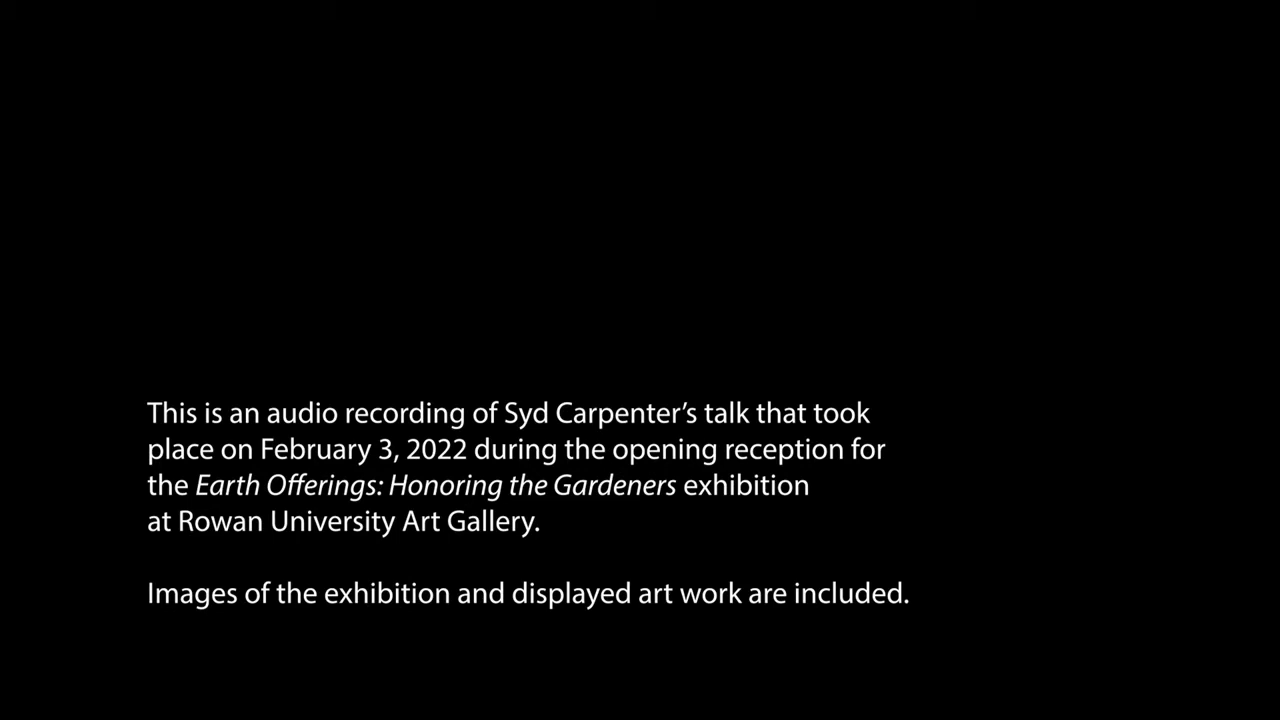 This is an audio recording of Syd Carpenter’s talk that took
place on February 3, 2022 during the opening reception for
the Earth Offerings: Honoring the Gardeners exhibition
at Rowan University Art Gallery.
Images of the exhibition and displayed art work are included.